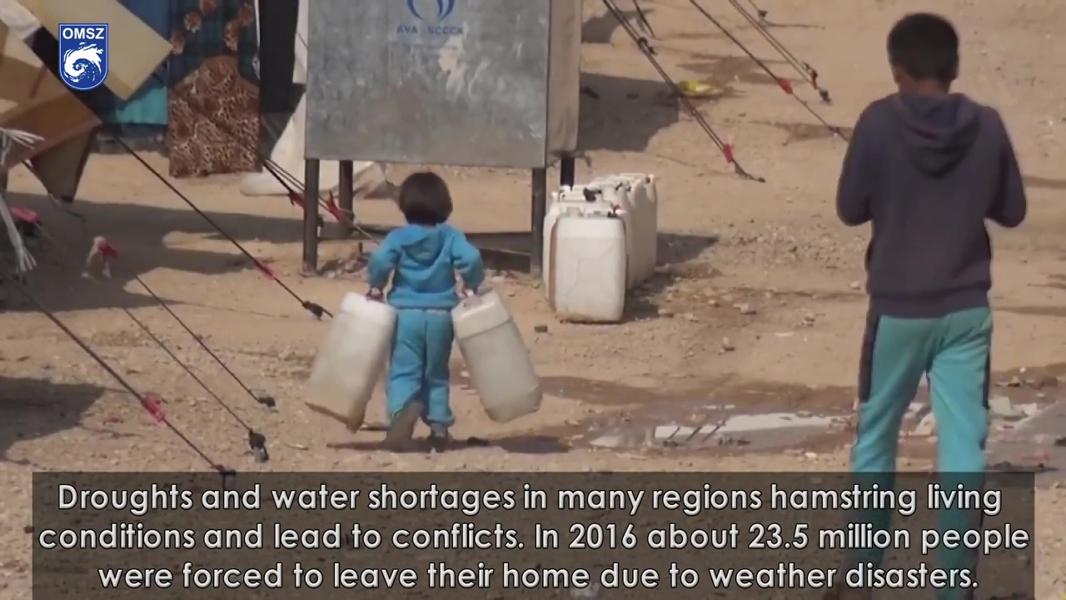 OMSZ
Droughts and water shortages in many regions hamstring living
conditions and lead to conflicts. In 2016 about 23.5 million people
were forced to leave their home due to weather disasters.